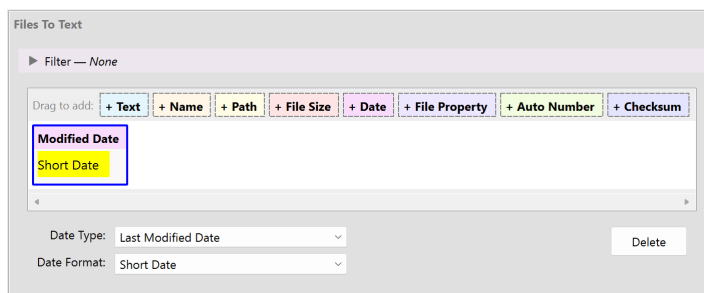 Files To Text
Filter — None
Drag to add: + Text + Name + Path + File Size + Date + File Property + Auto Number + Checksum
Modified Date
Short Date
Date Type: Last Modified Date
Delete
Date Format: Short Date